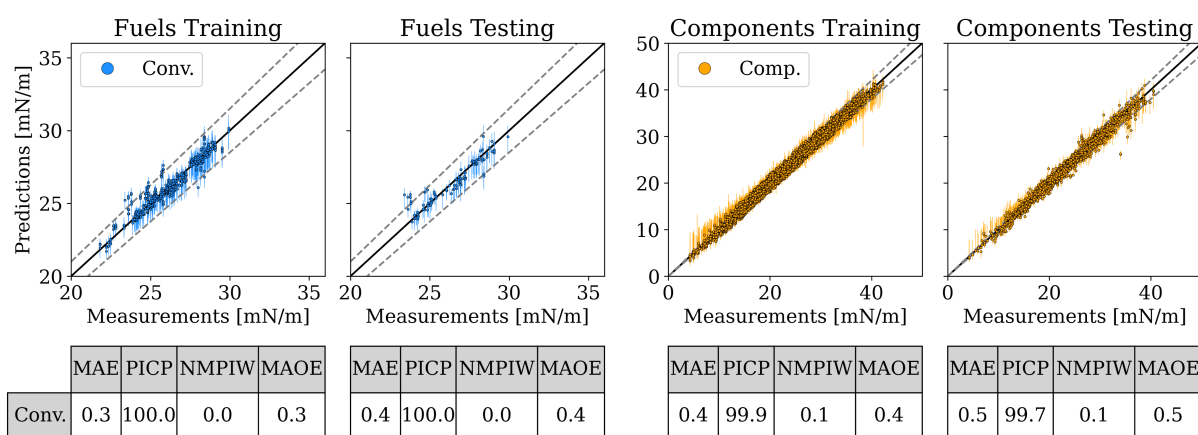 Fuels Training
Fuels Testing
Components Training
Components Testing
Predictions [mN/m]
35
30
25
20
Conv.
20 25 30 35
Measurements [mN/m]
20 25 30 35
Measurements [mN/m]
50
40
30
20
10
0
Comp.
0 20 40
Measurements [mN/m]
0 20 40
Measurements [mN/m]
MAE PICP NMPIW MAOE
Conv. 0.3 100.0 0.0 0.3
MAE PICP NMPIW MAOE
0.4 100.0 0.0 0.4
MAE PICP NMPIW MAOE
0.4 99.9 0.1 0.4
MAE PICP NMPIW MAOE
0.5 99.7 0.1 0.5